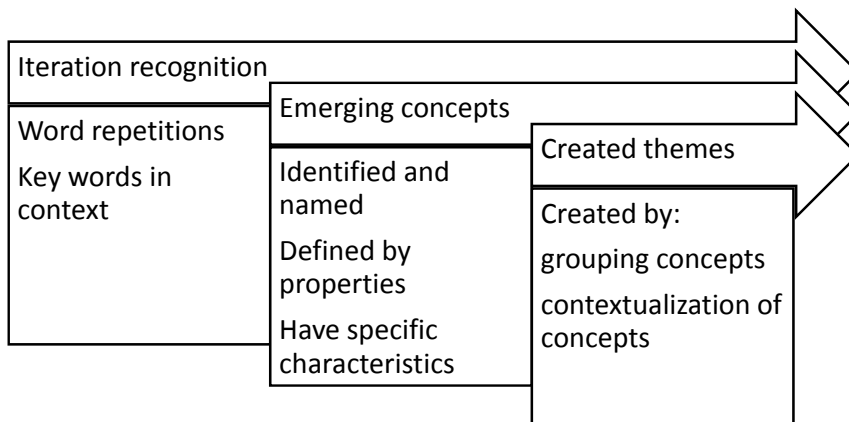 Iteration recognition
Word repetitions
Key words in
context
Emerging concepts
Identified and
named
Defined by
properties
Have specific
characteristics
Created themes
Created by:
grouping concepts
contextualization of
concepts